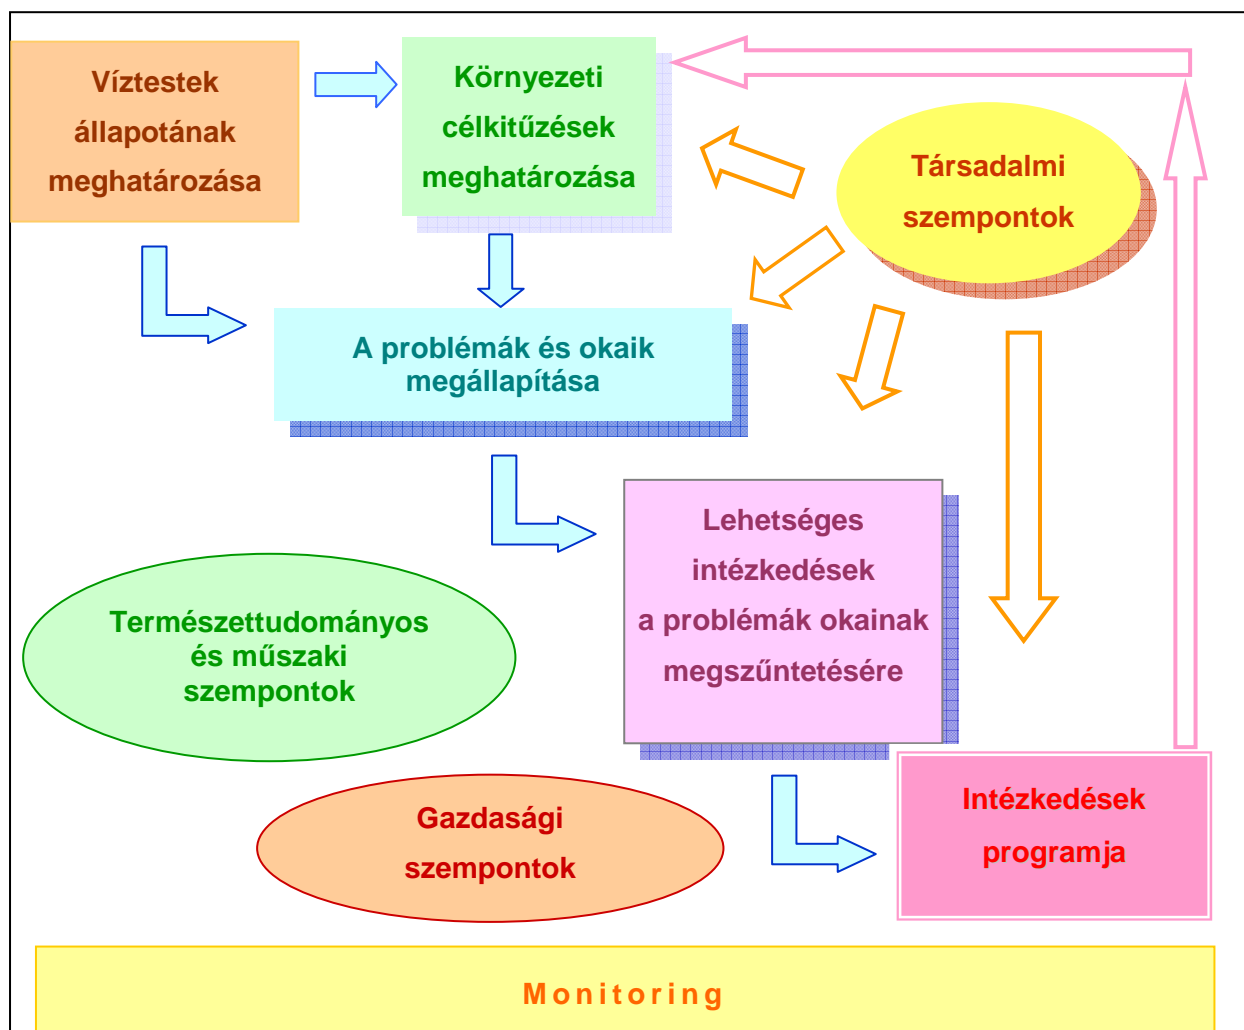 Víztestek
állapotának
meghatározása
Környezeti
célkitűzések
meghatározása
Társadalmi
szempontok
A problémák és okaik
megállapítása
Lehetséges
intézkedések
a problémák okainak
megszűntetésére
Természettudományos
és műszaki
szempontok
Gazdasági
szempontok
Intézkedések
programja
Monitoring